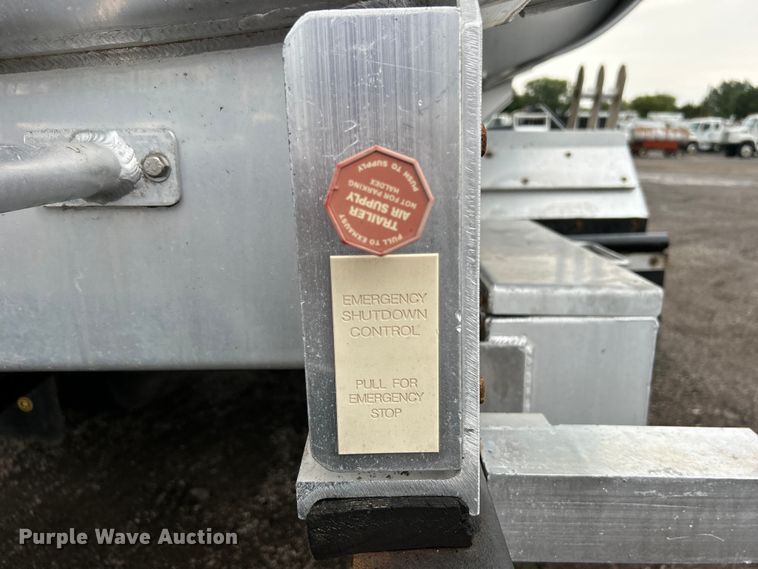 PULL TO EXHAUST
TRAILER
AIR SUPPLY
NOT FOR PARKING
HALDEX
PUSH TO SUPPLY
EMERGENCY
SHUTDOWN
CONTROL
PULL FOR
EMERGENCY
STOP
Purple Wave Auction